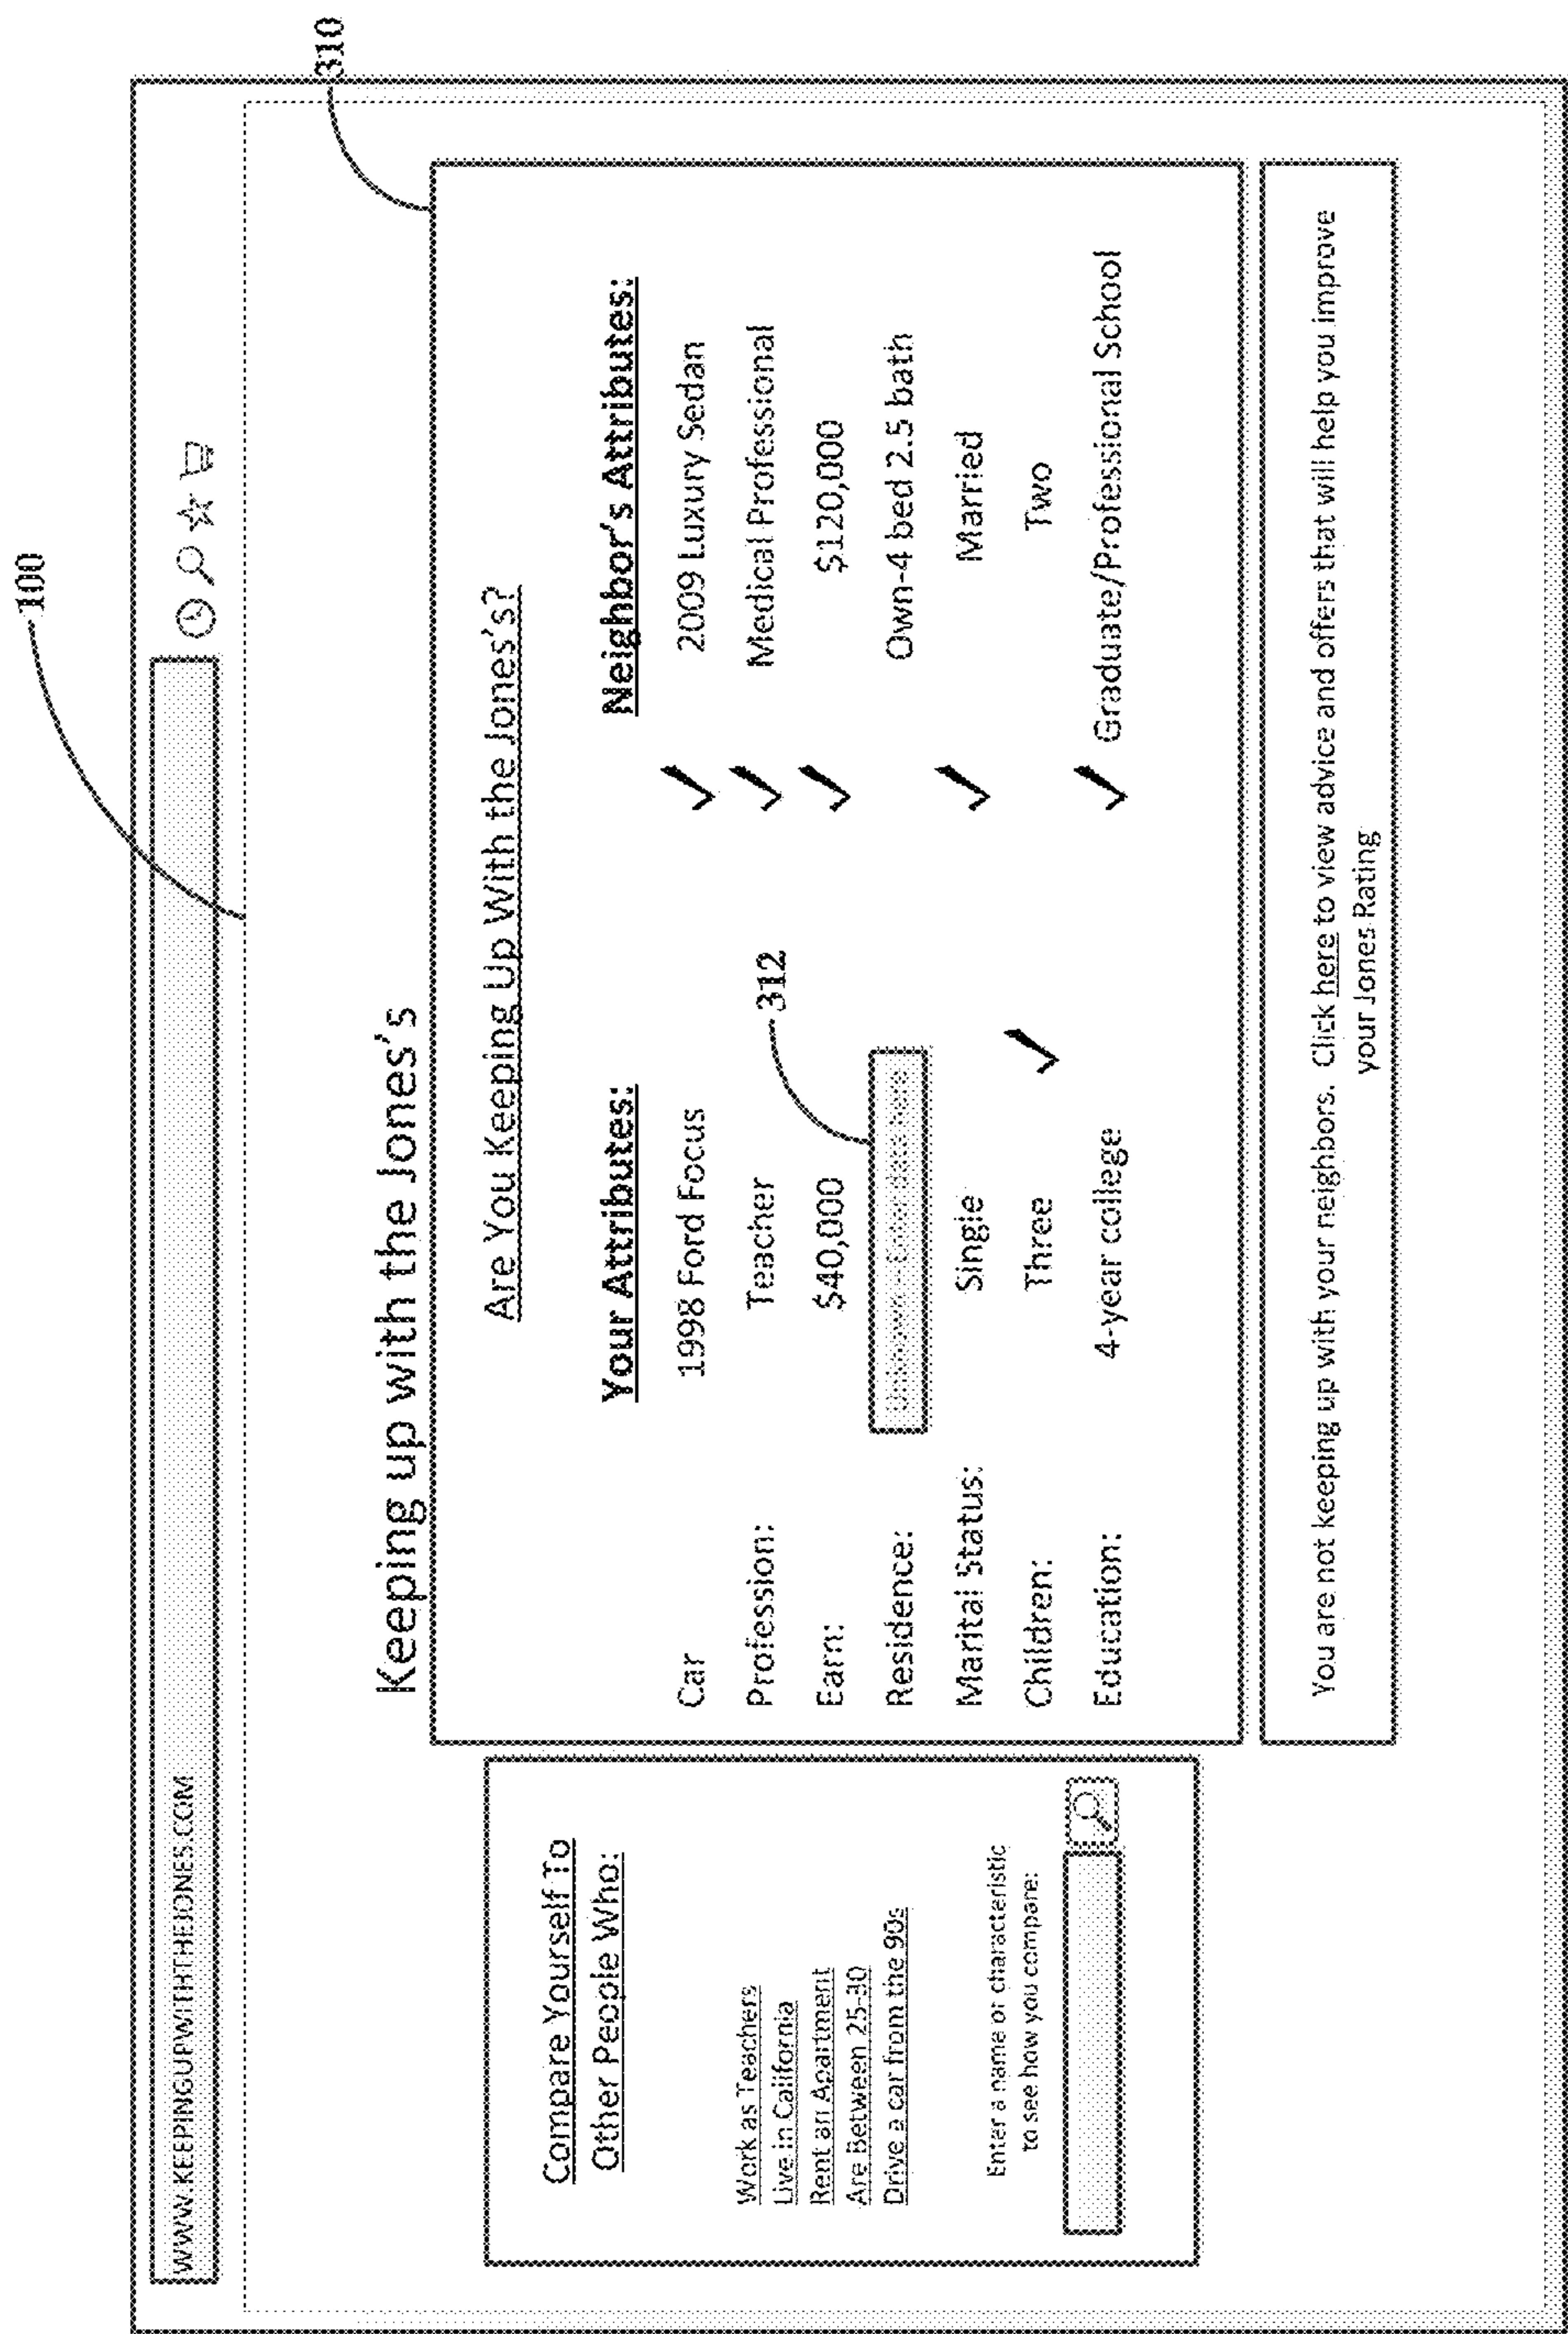 100
WWW.KEEPINGUPWITHTHEJONES.COM
310
Keeping up with the Jones's
Compare Yourself To
Other People Who:
Work as Teachers
Live in California
Rent an Apartment
Are Between 25-30
Drive a car from the 90s
Enter a name or characteristic
to see how you compare:
Are You Keeping Up With the Jones's?
Your Attributes: Neighbor's Attributes:
Car 1998 Ford Focus ✓ 2009 Luxury Sedan
Profession: Teacher ✓ Medical Professional
312
Earn: $40,000 ✓ $120,000
Residence: Unknown - Enter data here Own-4 bed 2.5 bath
Marital Status: Single ✓ Married
Children: Three ✓ Two
Education: 4-year college ✓ Graduate/Professional School
You are not keeping up with your neighbors. Click here to view advice and offers that will help you improve
your Jones Rating